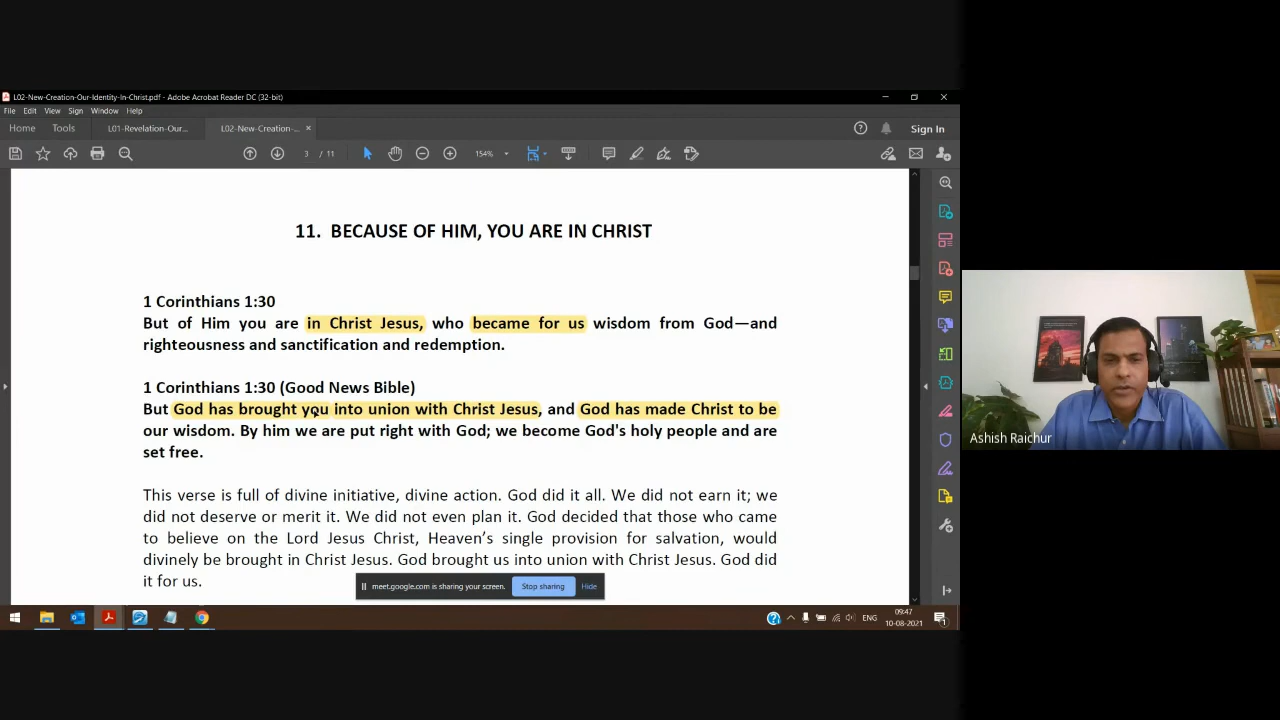 L02-New-Creation-Our-Identity-In-Christ.pdf - Adobe Acrobat Reader DC (32-bit)
File Edit View Sign Window Help
Home Tools L01-Revelation-Our... L02-New-Creation-... × Sign In
3 / 11 154%
11. BECAUSE OF HIM, YOU ARE IN CHRIST
1 Corinthians 1:30
But of Him you are in Christ Jesus, who became for us wisdom from God—and
righteousness and sanctification and redemption.
1 Corinthians 1:30 (Good News Bible)
But God has brought you into union with Christ Jesus, and God has made Christ to be
our wisdom. By him we are put right with God; we become God's holy people and are
set free.
This verse is full of divine initiative, divine action. God did it all. We did not earn it; we
did not deserve or merit it. We did not even plan it. God decided that those who came
to believe on the Lord Jesus Christ, Heaven’s single provision for salvation, would
divinely be brought in Christ Jesus. God brought us into union with Christ Jesus. God did
it for us.
meet.google.com is sharing your screen. Stop sharing Hide
ENG 09:47
10-08-2021
Ashish Raichur